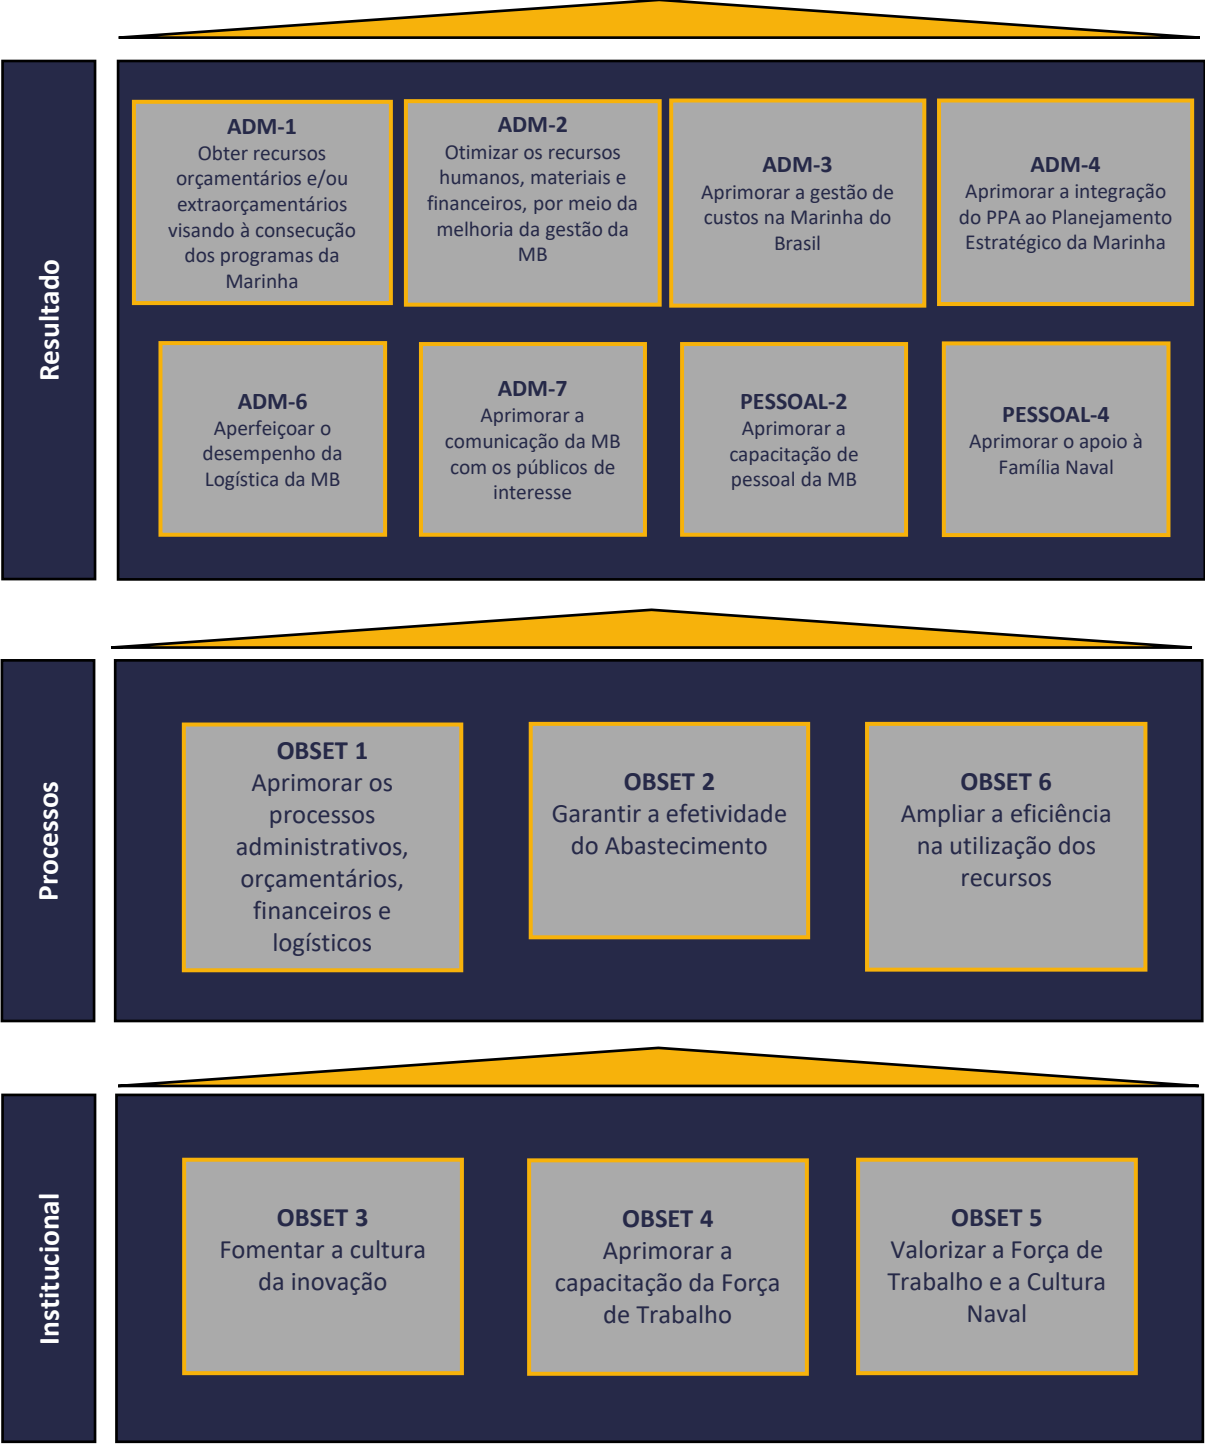 Resultado
ADM-1
Obter recursos
orçamentários e/ou
extraorçamentários
visando à consecução
dos programas da
Marinha
ADM-2
Otimizar os recursos
humanos, materiais e
financeiros, por meio da
melhoria da gestão da
MB
ADM-3
Aprimorar a gestão de
custos na Marinha do
Brasil
ADM-4
Aprimorar a integração
do PPA ao Planejamento
Estratégico da Marinha
ADM-6
Aperfeiçoar o
desempenho da
Logística da MB
ADM-7
Aprimorar a
comunicação da MB
com os públicos de
interesse
PESSOAL-2
Aprimorar a
capacitação de
pessoal da MB
PESSOAL-4
Aprimorar o apoio à
Família Naval
Processos
OBSET 1
Aprimorar os
processos
administrativos,
orçamentários,
financeiros e
logísticos
OBSET 2
Garantir a efetividade
do Abastecimento
OBSET 6
Ampliar a eficiência
na utilização dos
recursos
Institucional
OBSET 3
Fomentar a cultura
da inovação
OBSET 4
Aprimorar a
capacitação da Força
de Trabalho
OBSET 5
Valorizar a Força de
Trabalho e a Cultura
Naval